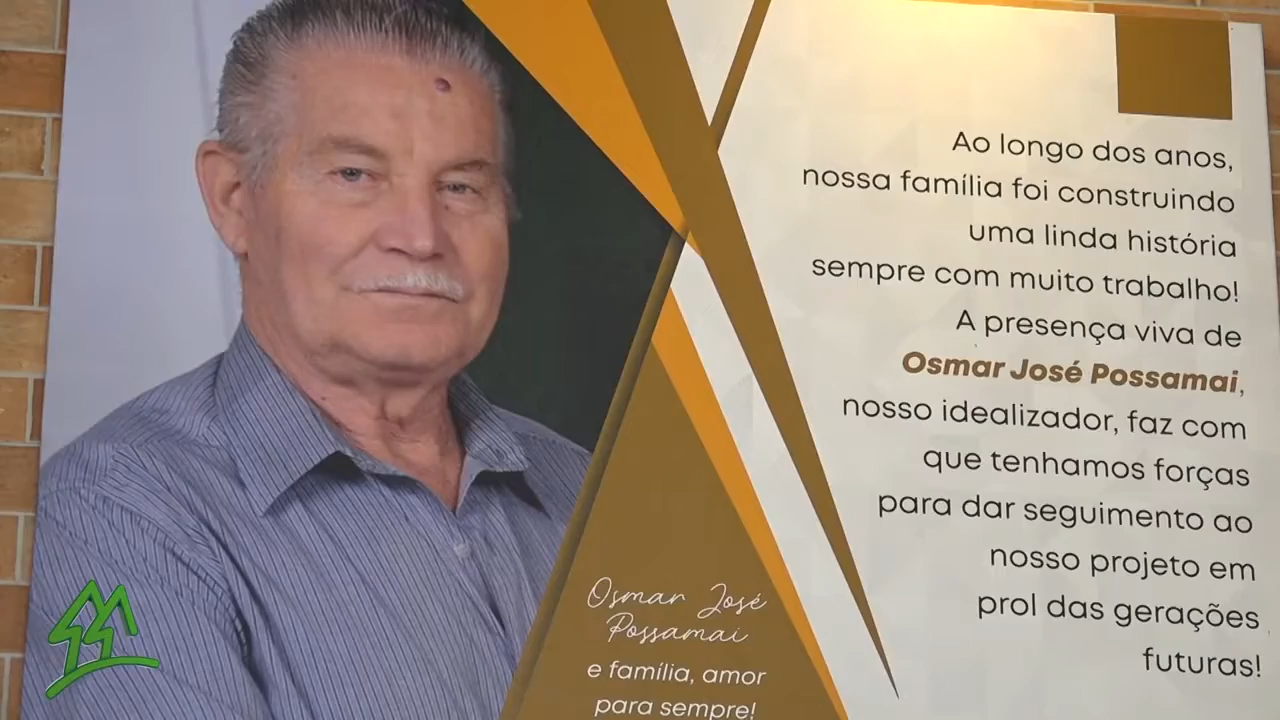 Ao longo dos anos,
nossa família foi construindo
uma linda história
sempre com muito trabalho!
A presença viva de
Osmar José Possamai,
nosso idealizador, faz com
que tenhamos forças
para dar seguimento ao
nosso projeto em
prol das gerações
futuras!
Osmar José
Possamai
e família, amor
para sempre!